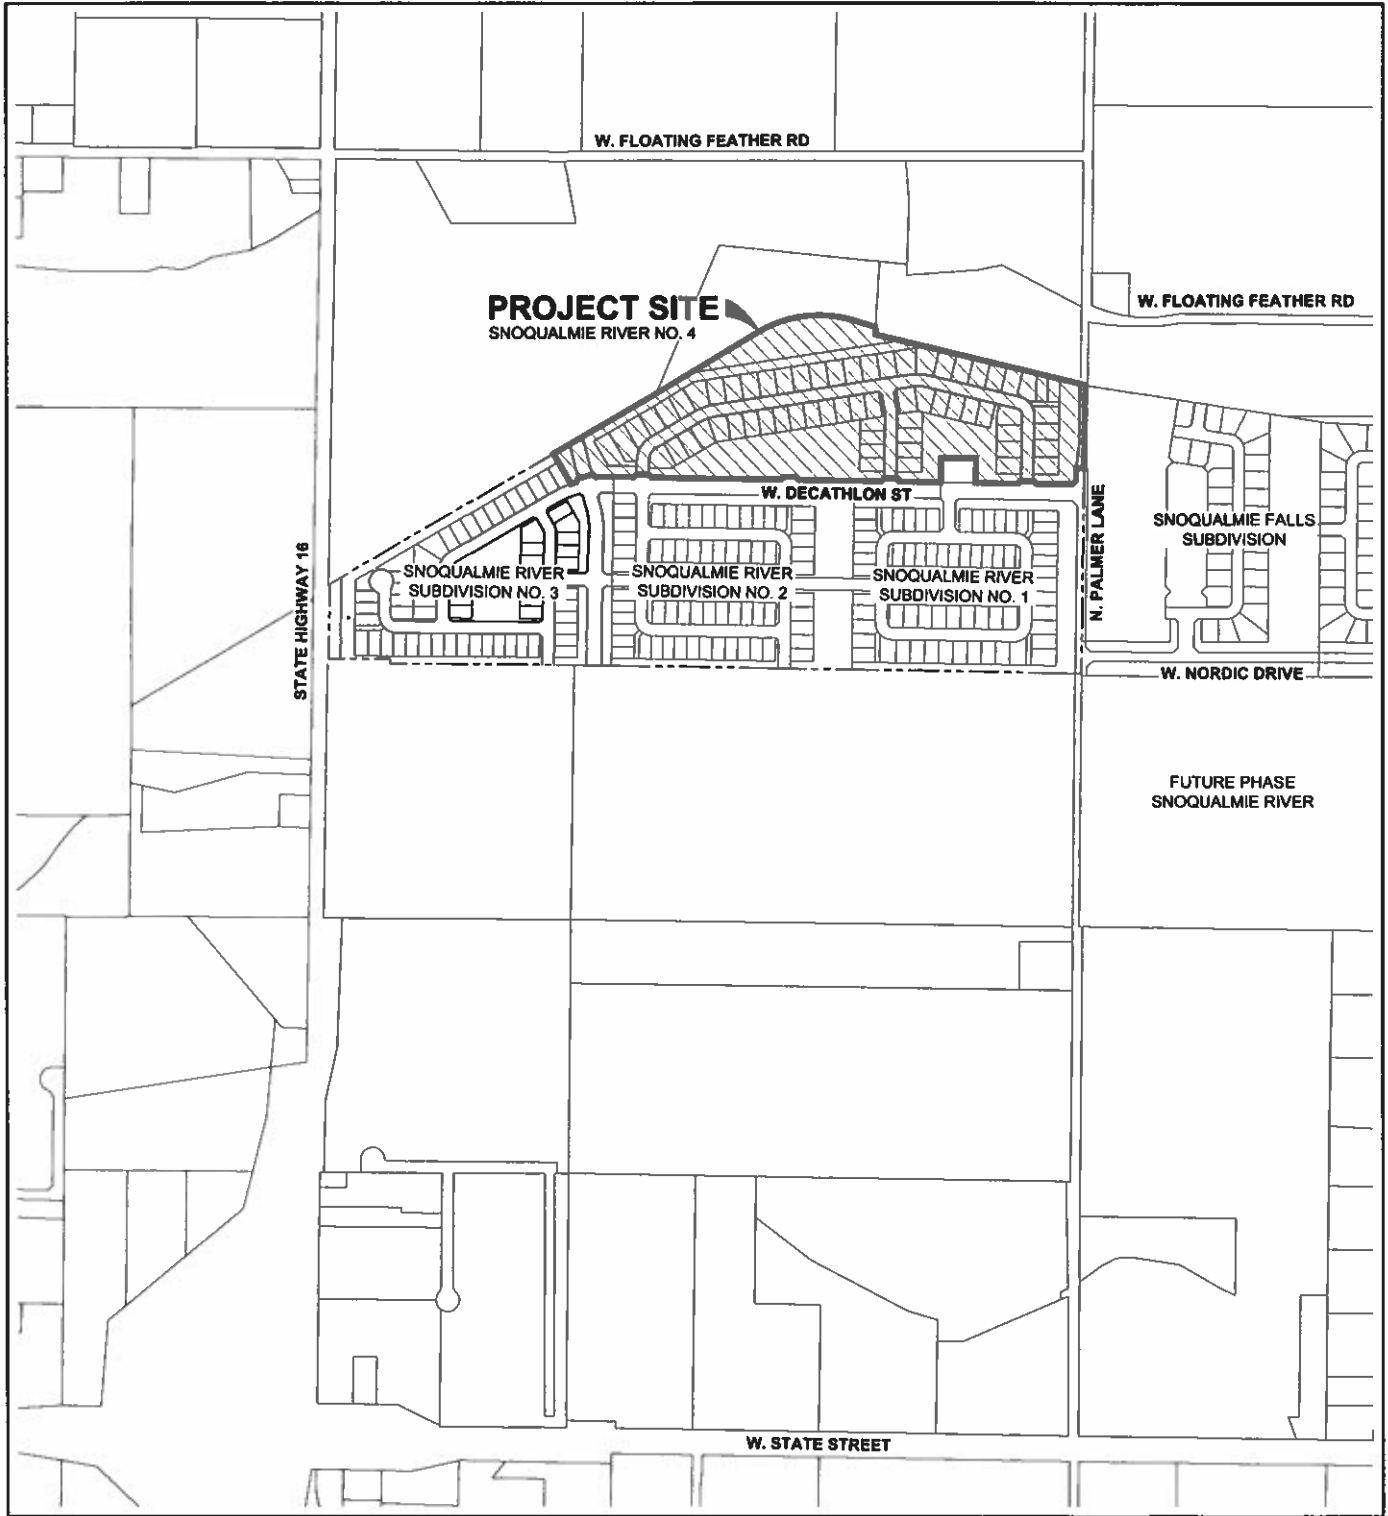 W. FLOATING FEATHER RD
PROJECT SITE
SNOQUALMIE RIVER NO. 4
W. FLOATING FEATHER RD
W. DECATHLON ST
N. PALMER LANE
SNOQUALMIE FALLS
SUBDIVISION
STATE HIGHWAY 16
SNOQUALMIE RIVER
SUBDIVISION NO. 3
SNOQUALMIE RIVER
SUBDIVISION NO. 2
SNOQUALMIE RIVER
SUBDIVISION NO. 1
W. NORDIC DRIVE
FUTURE PHASE
SNOQUALMIE RIVER
W. STATE STREET